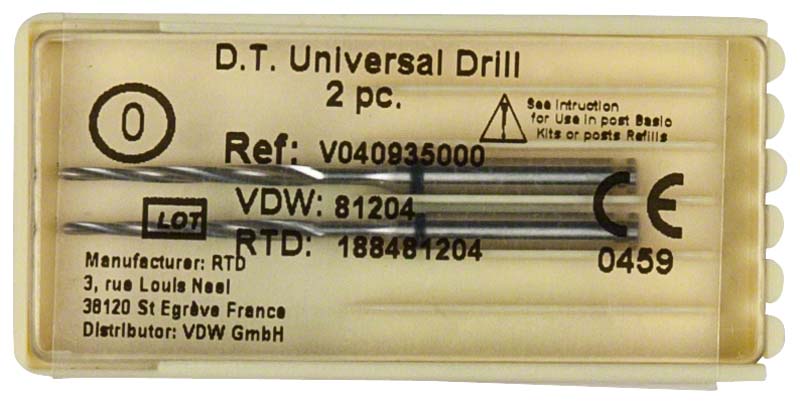 D.T. Universal Drill
2 pc.
0
See Intruction
for Use in post Basic
Kits or posts Refills
Ref: V040935000
VDW: 81204
LOT
RTD: 188481204
CE
0459
Manufacturer: RTD
3, rue Louis Neel
38120 St Egrève France
Distributor: VDW GmbH